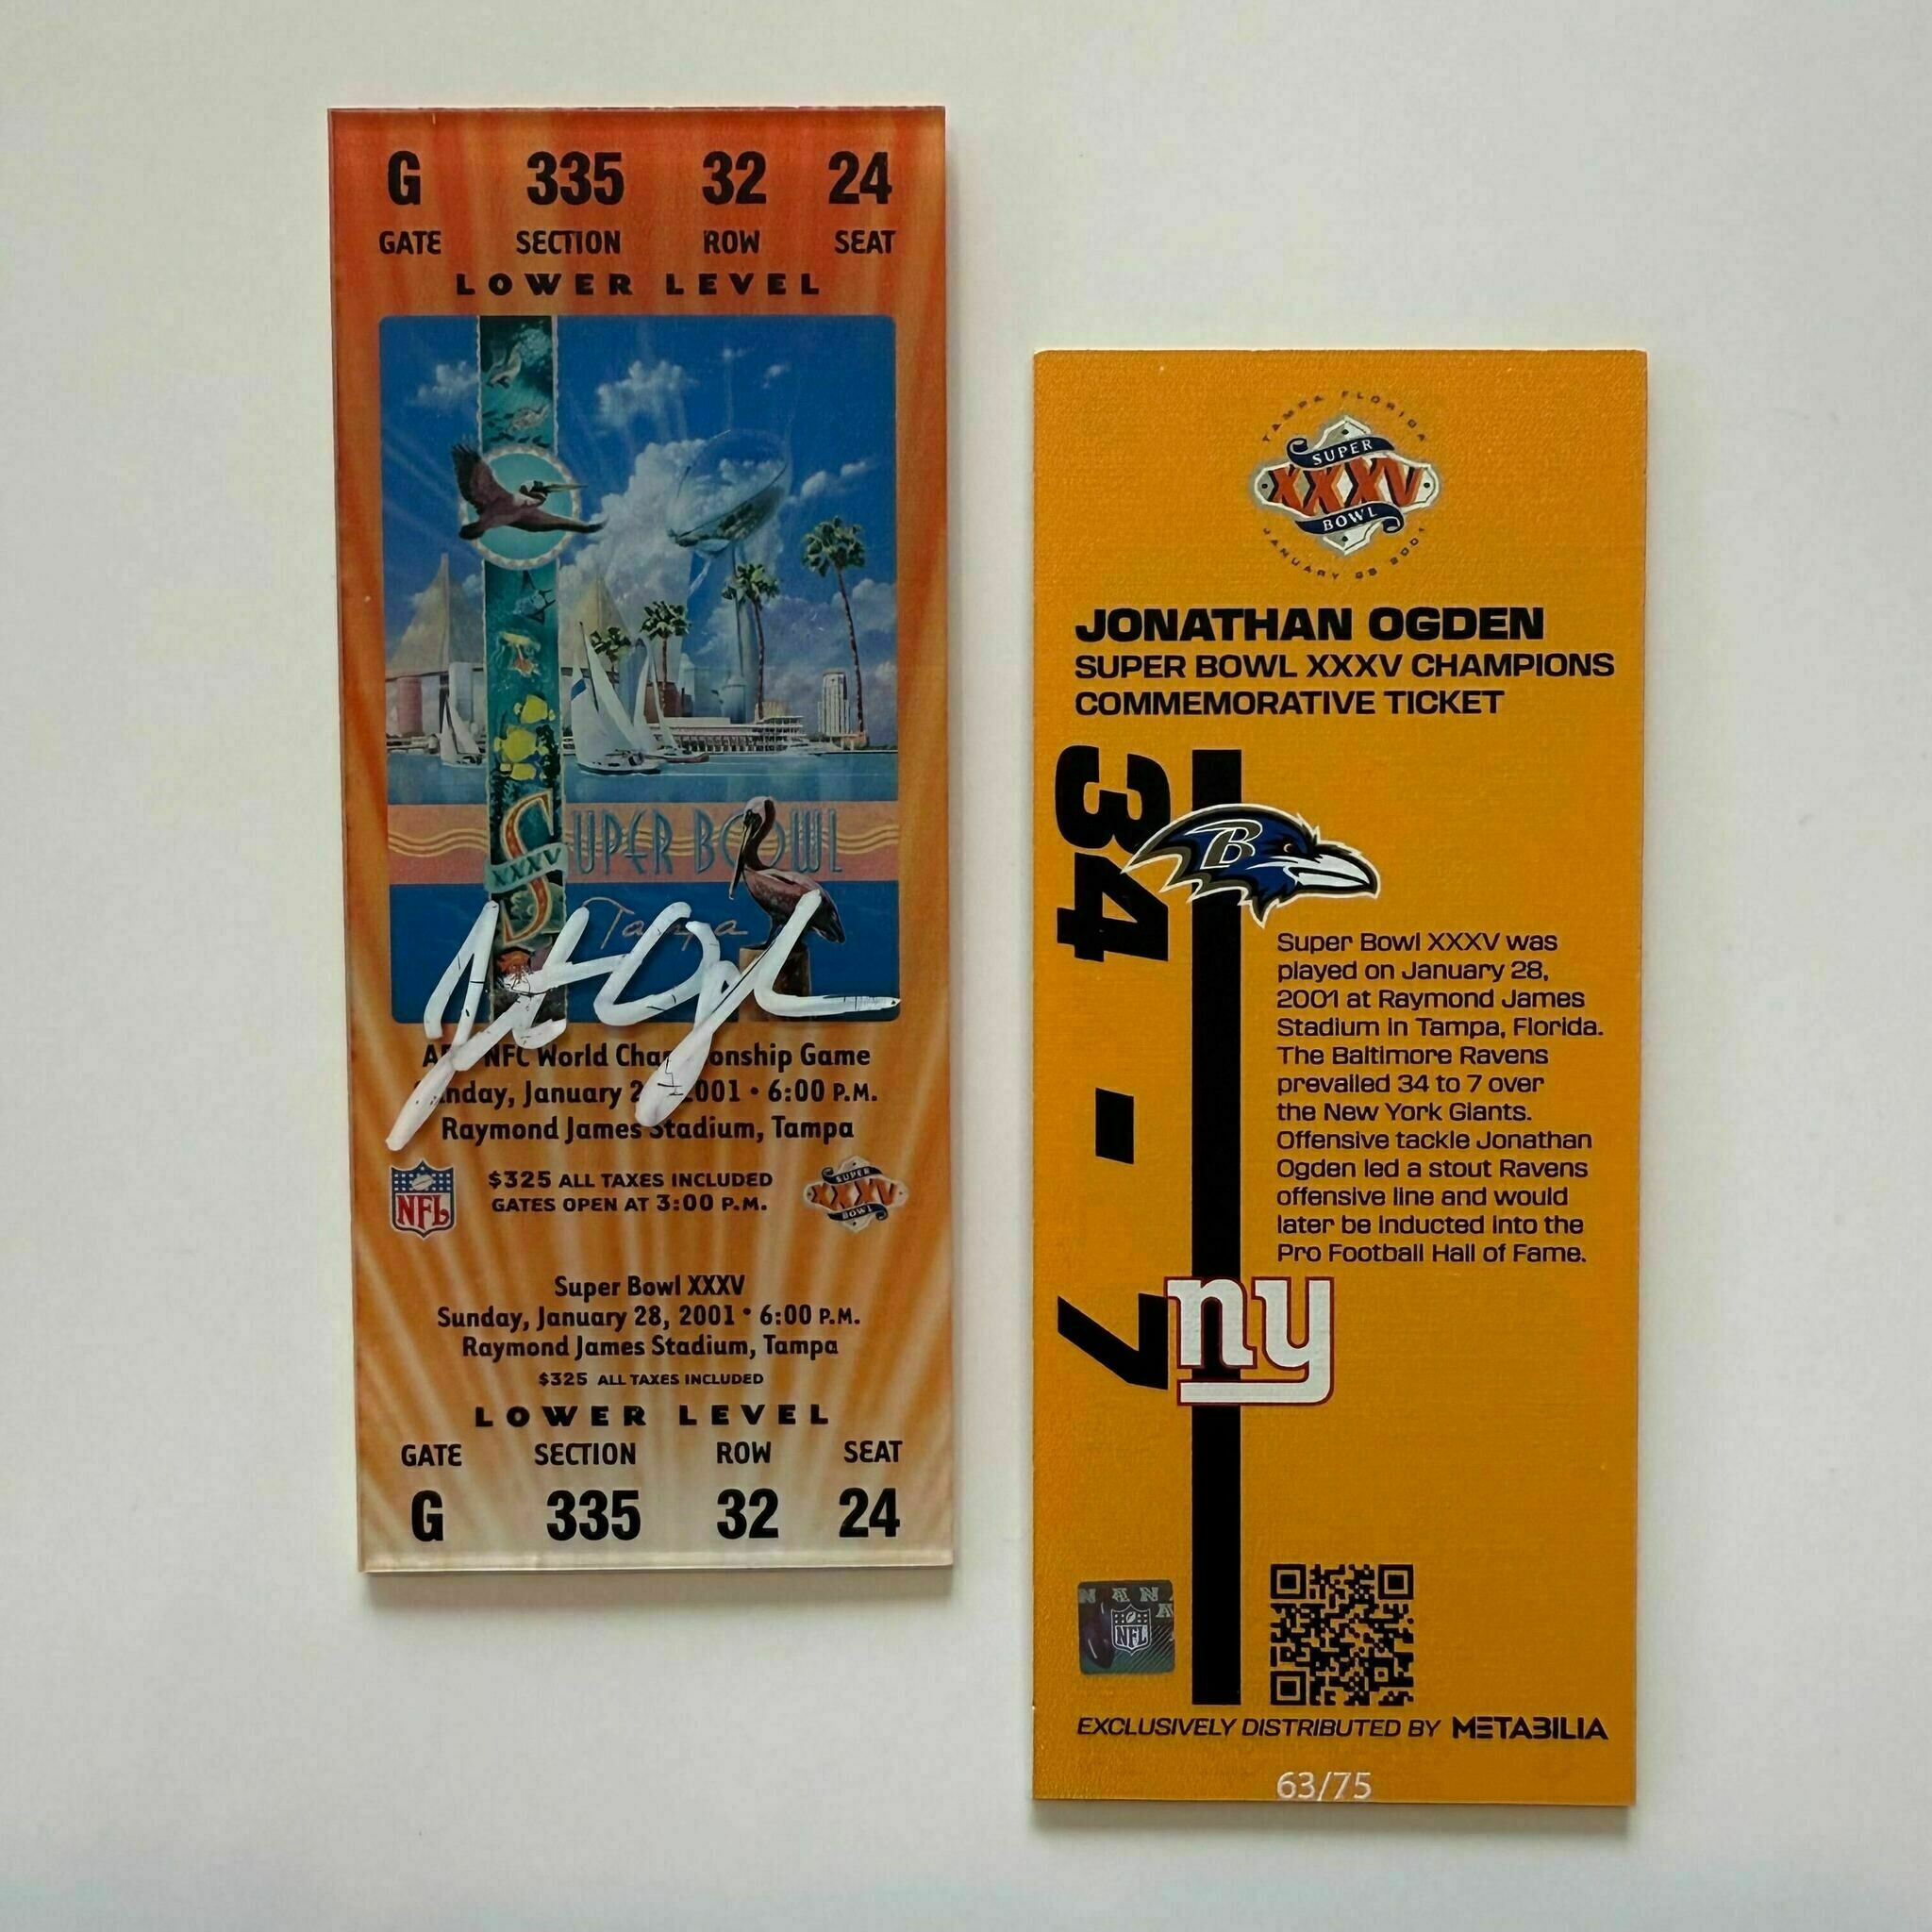 G 335 32 24
GATE SECTION ROW SEAT
LOWER LEVEL
SUPER BOWL
XXXV
Tampa
NFC World Championship Game
January 2001 • 6:00 P.M.
Raymond James Stadium, Tampa
$325 ALL TAXES INCLUDED
GATES OPEN AT 3:00 P.M.
NFL
SUPER
XXXV
BOWL
Super Bowl XXXV
Sunday, January 28, 2001 • 6:00 P.M.
Raymond James Stadium, Tampa
$325 ALL TAXES INCLUDED
LOWER LEVEL
GATE SECTION ROW SEAT
G 335 32 24
TAMPA FLORIDA
SUPER
XXXV
BOWL
JANUARY 28 2001
JONATHAN OGDEN
SUPER BOWL XXXV CHAMPIONS
COMMEMORATIVE TICKET
34 - 7
B
Super Bowl XXXV was
played on January 28,
2001 at Raymond James
Stadium in Tampa, Florida.
The Baltimore Ravens
prevailed 34 to 7 over
the New York Giants.
Offensive tackle Jonathan
Ogden led a stout Ravens
offensive line and would
later be inducted into the
Pro Football Hall of Fame.
ny
NFL
EXCLUSIVELY DISTRIBUTED BY METABILIA
63/75